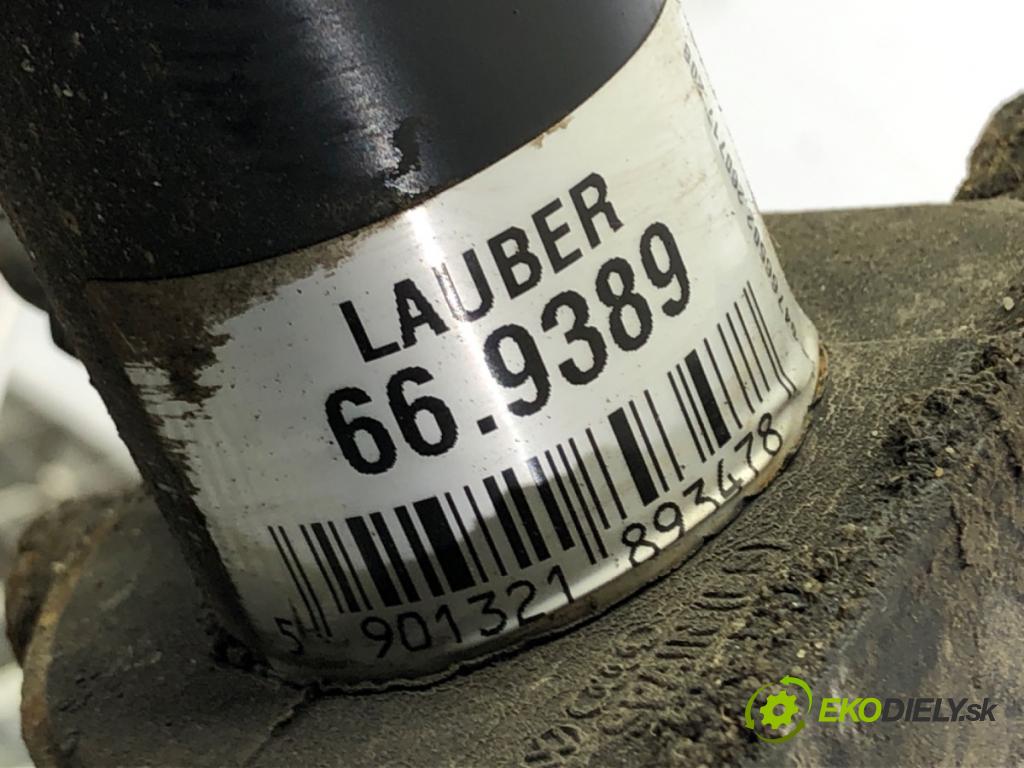 LAUBER
66.9389
5 901321 893478
EKODIELY.sk